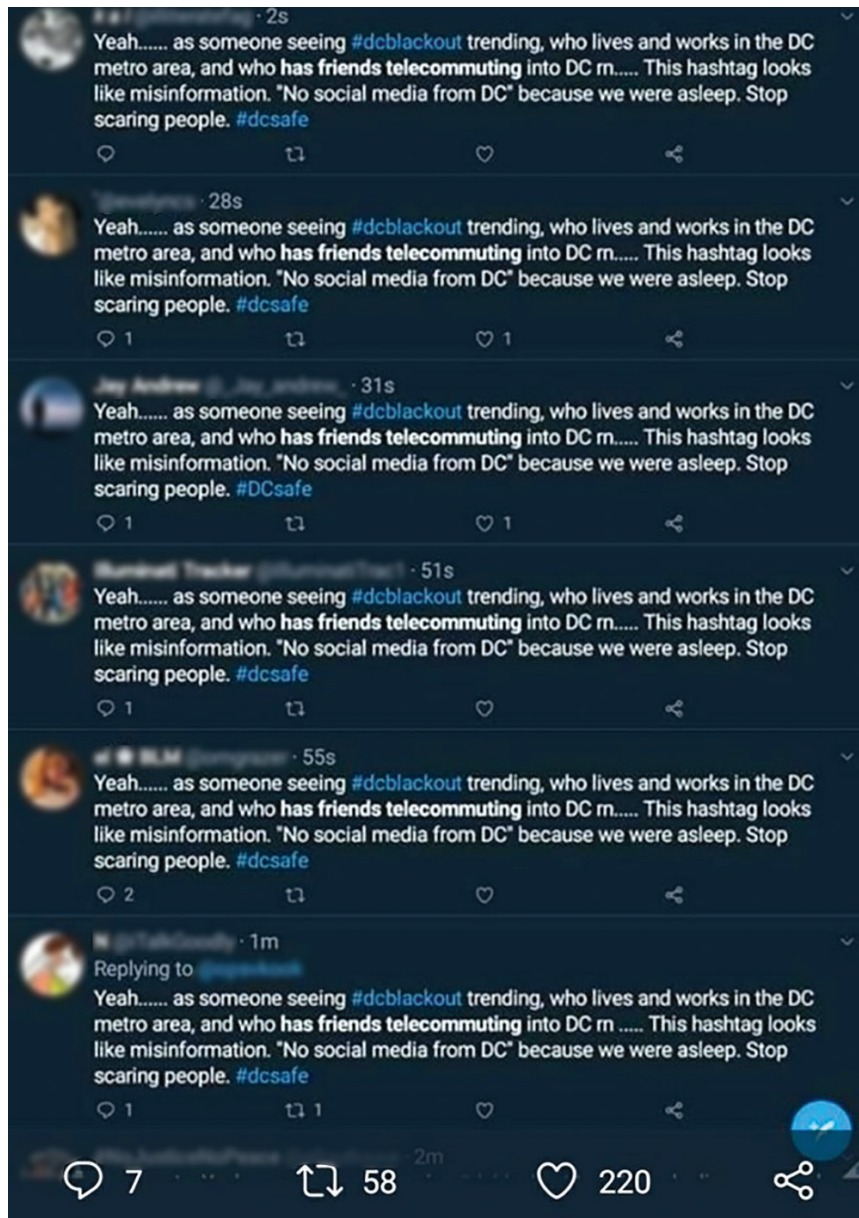 · 2s
Yeah...... as someone seeing #dcblackout trending, who lives and works in the DC
metro area, and who has friends telecommuting into DC rn..... This hashtag looks
like misinformation. "No social media from DC" because we were asleep. Stop
scaring people. #dcsafe
· 28s
Yeah...... as someone seeing #dcblackout trending, who lives and works in the DC
metro area, and who has friends telecommuting into DC rn..... This hashtag looks
like misinformation. "No social media from DC" because we were asleep. Stop
scaring people. #dcsafe
1 1
Jay Andrew @_Jay_andrew_ · 31s
Yeah...... as someone seeing #dcblackout trending, who lives and works in the DC
metro area, and who has friends telecommuting into DC rn..... This hashtag looks
like misinformation. "No social media from DC" because we were asleep. Stop
scaring people. #DCsafe
1 1
Illuminati Tracker · 51s
Yeah...... as someone seeing #dcblackout trending, who lives and works in the DC
metro area, and who has friends telecommuting into DC rn..... This hashtag looks
like misinformation. "No social media from DC" because we were asleep. Stop
scaring people. #dcsafe
1
BLM · 55s
Yeah...... as someone seeing #dcblackout trending, who lives and works in the DC
metro area, and who has friends telecommuting into DC rn..... This hashtag looks
like misinformation. "No social media from DC" because we were asleep. Stop
scaring people. #dcsafe
2
· 1m
Replying to
Yeah...... as someone seeing #dcblackout trending, who lives and works in the DC
metro area, and who has friends telecommuting into DC rn ..... This hashtag looks
like misinformation. "No social media from DC" because we were asleep. Stop
scaring people. #dcsafe
1 1
2m
7 58 220